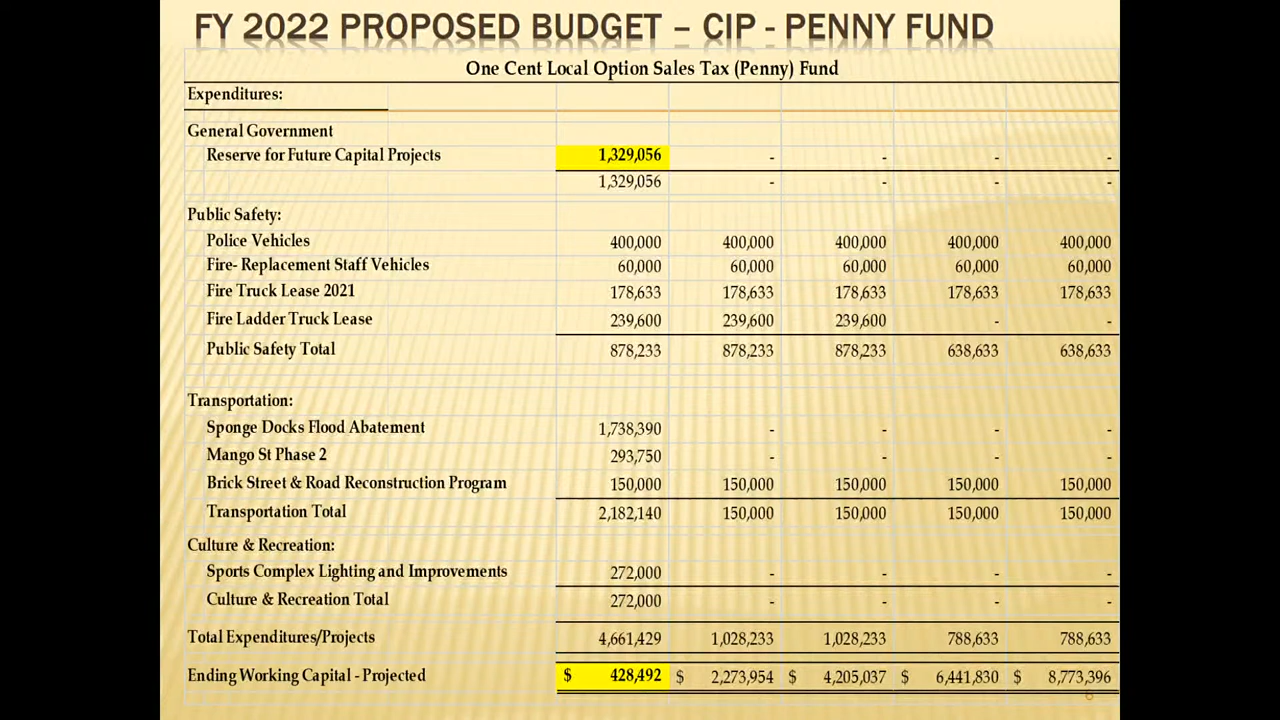 FY 2022 PROPOSED BUDGET – CIP - PENNY FUND
One Cent Local Option Sales Tax (Penny) Fund
Expenditures:
General Government
Reserve for Future Capital Projects 1,329,056 - - - -
1,329,056 - - - -
Public Safety:
Police Vehicles 400,000 400,000 400,000 400,000 400,000
Fire- Replacement Staff Vehicles 60,000 60,000 60,000 60,000 60,000
Fire Truck Lease 2021 178,633 178,633 178,633 178,633 178,633
Fire Ladder Truck Lease 239,600 239,600 239,600 - -
Public Safety Total 878,233 878,233 878,233 638,633 638,633
Transportation:
Sponge Docks Flood Abatement 1,738,390 - - - -
Mango St Phase 2 293,750 - - - -
Brick Street & Road Reconstruction Program 150,000 150,000 150,000 150,000 150,000
Transportation Total 2,182,140 150,000 150,000 150,000 150,000
Culture & Recreation:
Sports Complex Lighting and Improvements 272,000 - - - -
Culture & Recreation Total 272,000 - - - -
Total Expenditures/Projects 4,661,429 1,028,233 1,028,233 788,633 788,633
Ending Working Capital - Projected $ 428,492 $ 2,273,954 $ 4,205,037 $ 6,441,830 $ 8,773,396
6